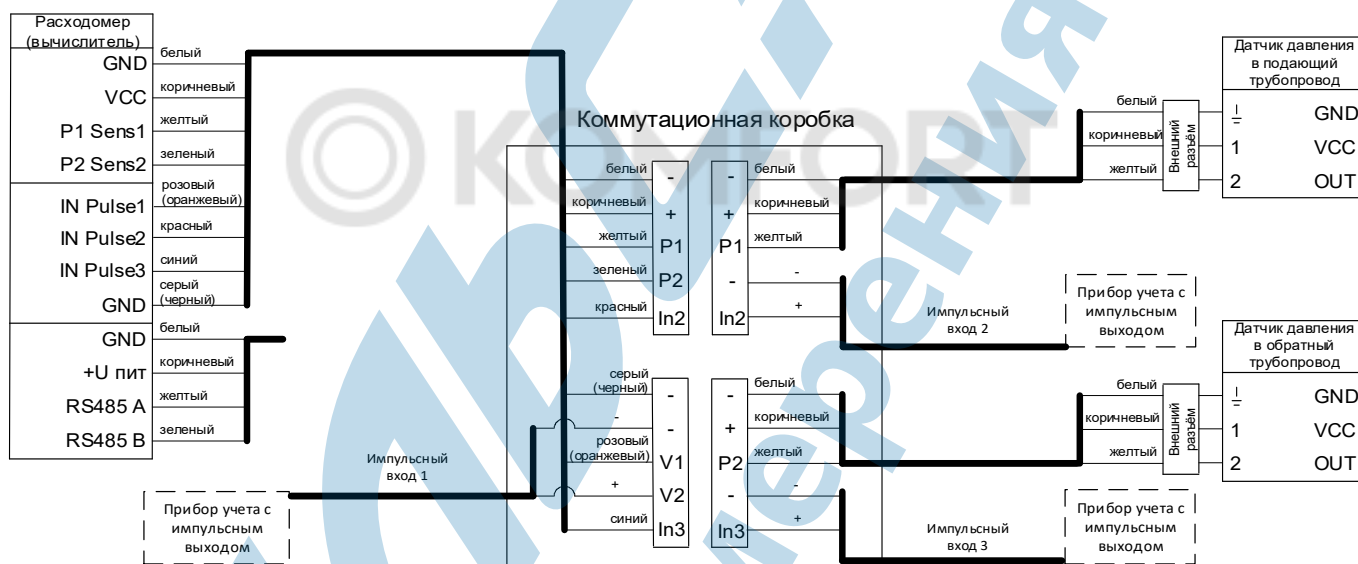 Расходомер
(вычислитель)
GND
VCC
P1 Sens1
P2 Sens2
IN Pulse1
IN Pulse2
IN Pulse3
GND
GND
+U пит
RS485 A
RS485 B
белый
коричневый
желтый
зеленый
розовый
(оранжевый)
красный
синий
серый
(черный)
белый
коричневый
желтый
зеленый
KOMFORT
Коммутационная коробка
белый
коричневый
желтый
зеленый
красный
-
+
P1
P2
In2
-
+
P1
-
In2
белый
коричневый
желтый
-
+
Импульсный
вход 2
Прибор учета с
импульсным
выходом
белый
коричневый
желтый
Внешний
разъём
Датчик давления
в подающий
трубопровод
GND
1 VCC
2 OUT
серый
(черный)
-
розовый
(оранжевый)
+
синий
-
-
V1
V2
In3
-
+
P2
-
In3
белый
коричневый
желтый
-
+
Импульсный
вход 1
Прибор учета с
импульсным
выходом
Импульсный
вход 3
Прибор учета с
импульсным
выходом
белый
коричневый
желтый
Внешний
разъём
Датчик давления
в обратный
трубопровод
GND
1 VCC
2 OUT
мерения